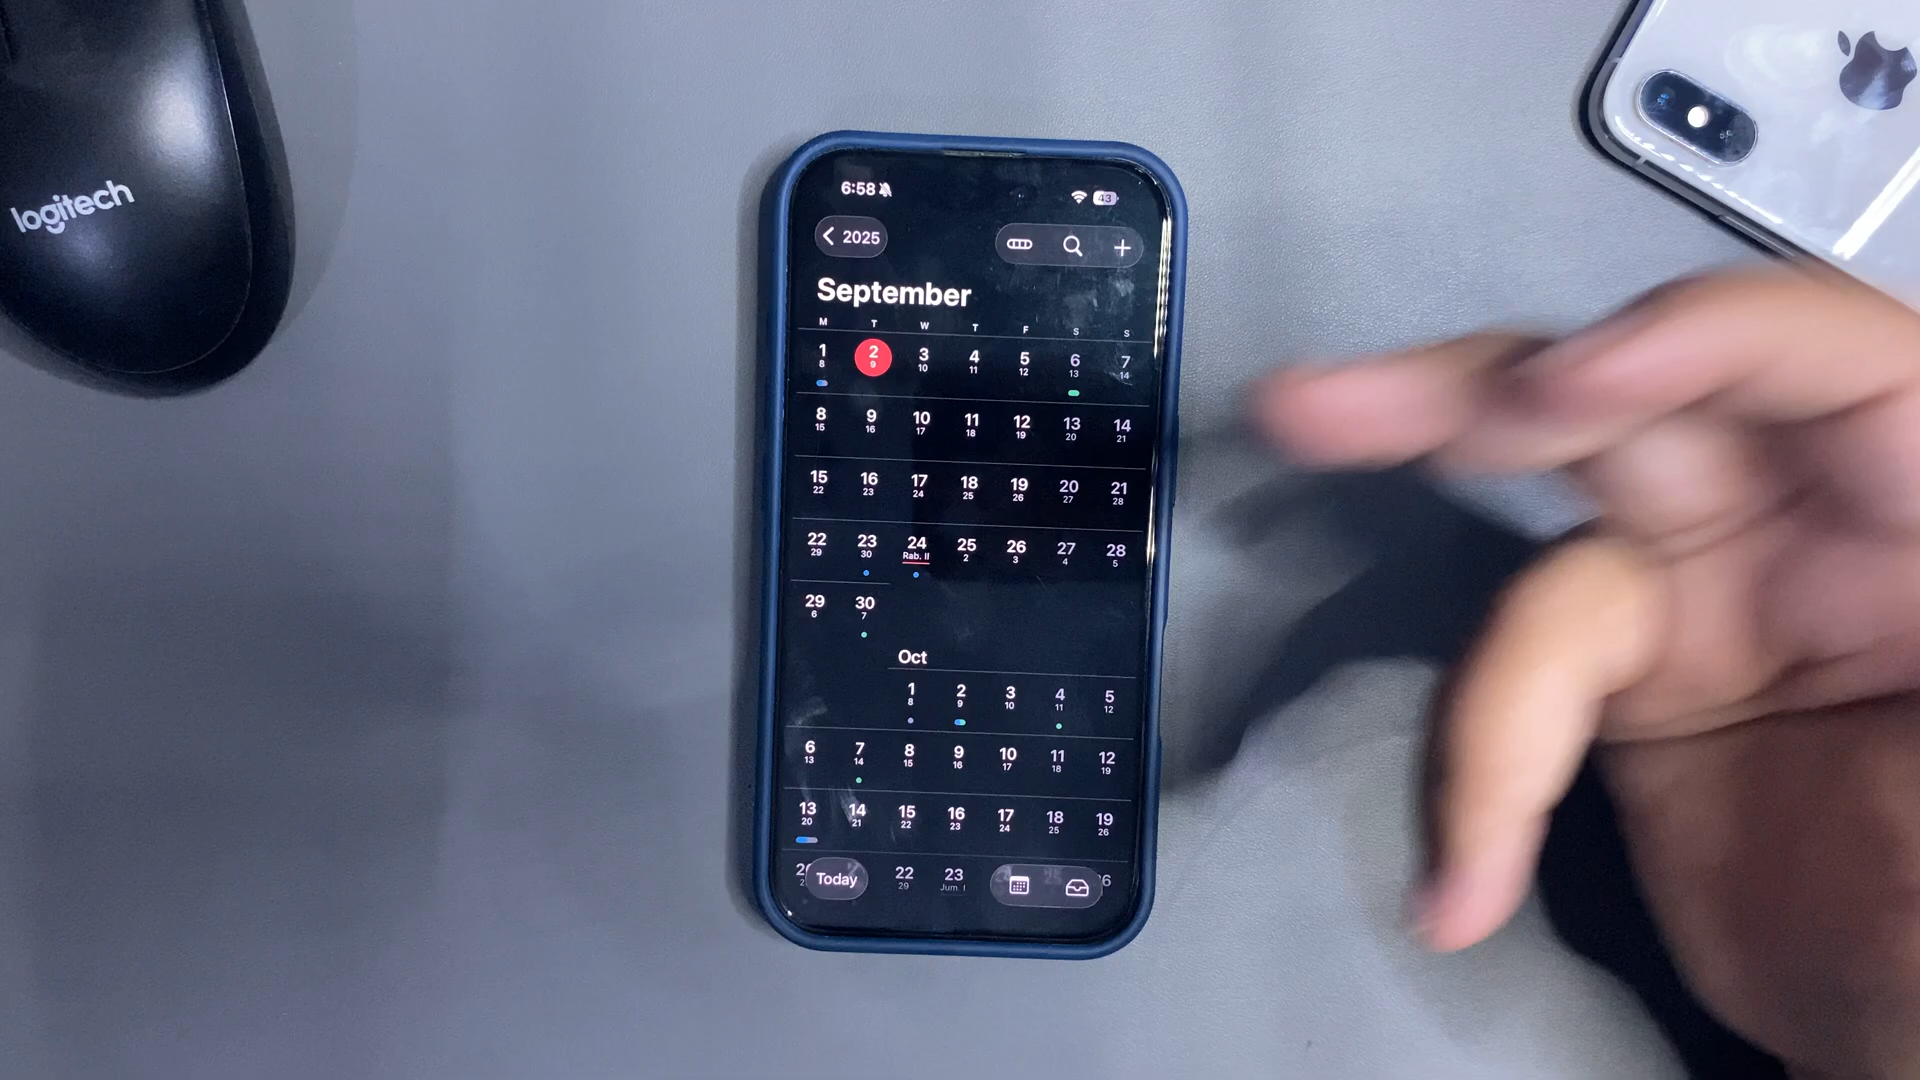 logitech
6:58
43
2025
September
M T W T F S S
1 2 3 4 5 6 7
8 9 10 11 12 13 14
8 9 10 11 12 13 14
15 16 17 18 19 20 21
15 16 17 18 19 20 21
22 23 24 25 26 27 28
22 23 24 25 26 27 28
29 30 Rab. II 2 3 4 5
29 30
6 7
Oct
1 2 3 4 5
8 9 10 11 12
6 7 8 9 10 11 12
13 14 15 16 17 18 19
13 14 15 16 17 18 19
20 21 22 23 24 25 26
Today 22 23
29 Jum. I